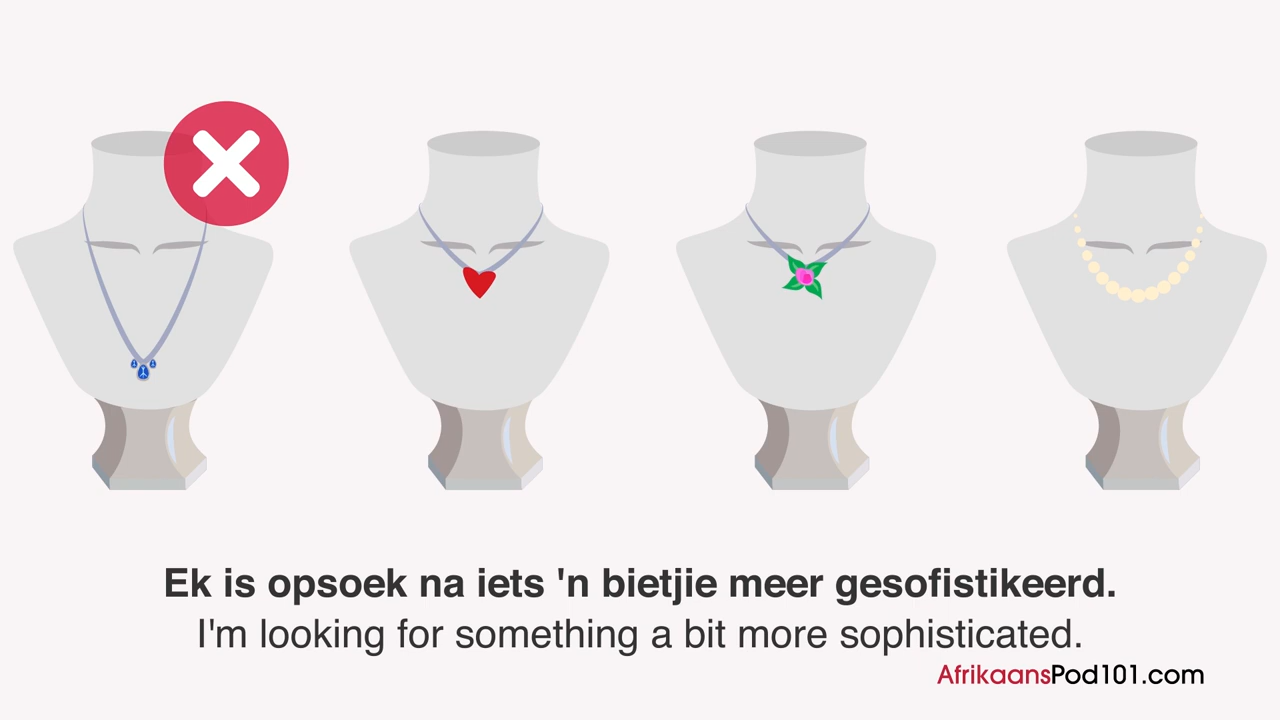 Ek is opsoek na iets 'n bietjie meer gesofistikeerd.
I'm looking for something a bit more sophisticated.
AfrikaansPod101.com